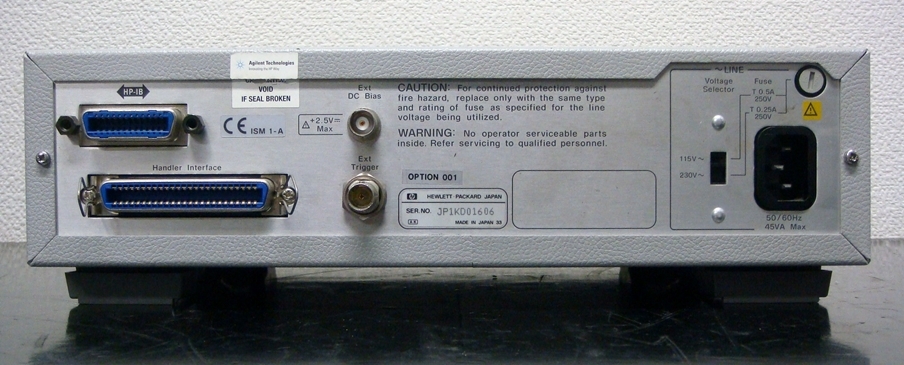 Agilent Technologies
VOID
IF SEAL BROKEN
HP-IB
CE ISM 1-A
+2.5V
Max
Ext
DC Bias
Ext
Trigger
Handler Interface
CAUTION: For continued protection against
fire hazard, replace only with the same type
and rating of fuse as specified for the line
voltage being utilized.
WARNING: No operator serviceable parts
inside. Refer servicing to qualified personnel.
OPTION 001
hp HEWLETT PACKARD JAPAN
SER.NO. JP1KD01606
MADE IN JAPAN 33
~LINE
Voltage
Selector
Fuse
T 0.5A
250V
T 0.25A
250V
115V~
230V~
50/60Hz
45VA Max